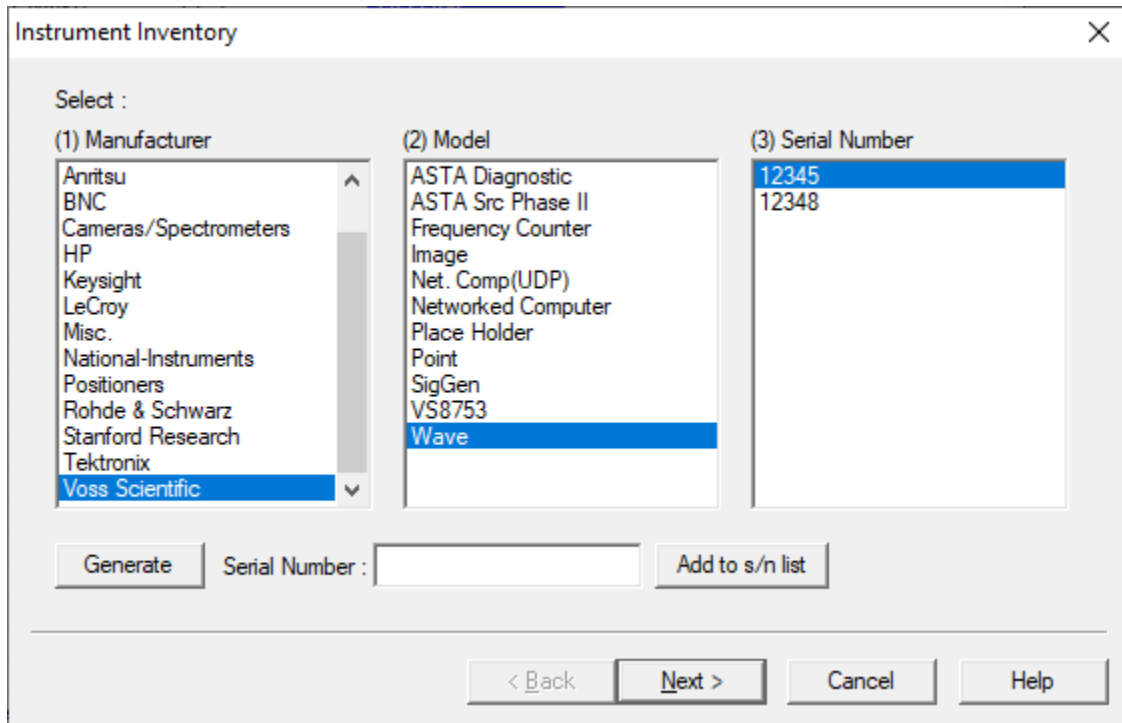 Instrument Inventory
Select :
(1) Manufacturer
Anritsu
BNC
Cameras/Spectrometers
HP
Keysight
LeCroy
Misc.
National-Instruments
Positioners
Rohde & Schwarz
Stanford Research
Tektronix
Voss Scientific
(2) Model
ASTA Diagnostic
ASTA Src Phase II
Frequency Counter
Image
Net. Comp(UDP)
Networked Computer
Place Holder
Point
SigGen
VS8753
Wave
(3) Serial Number
12345
12348
Generate
Serial Number :
Add to s/n list
< Back
Next >
Cancel
Help